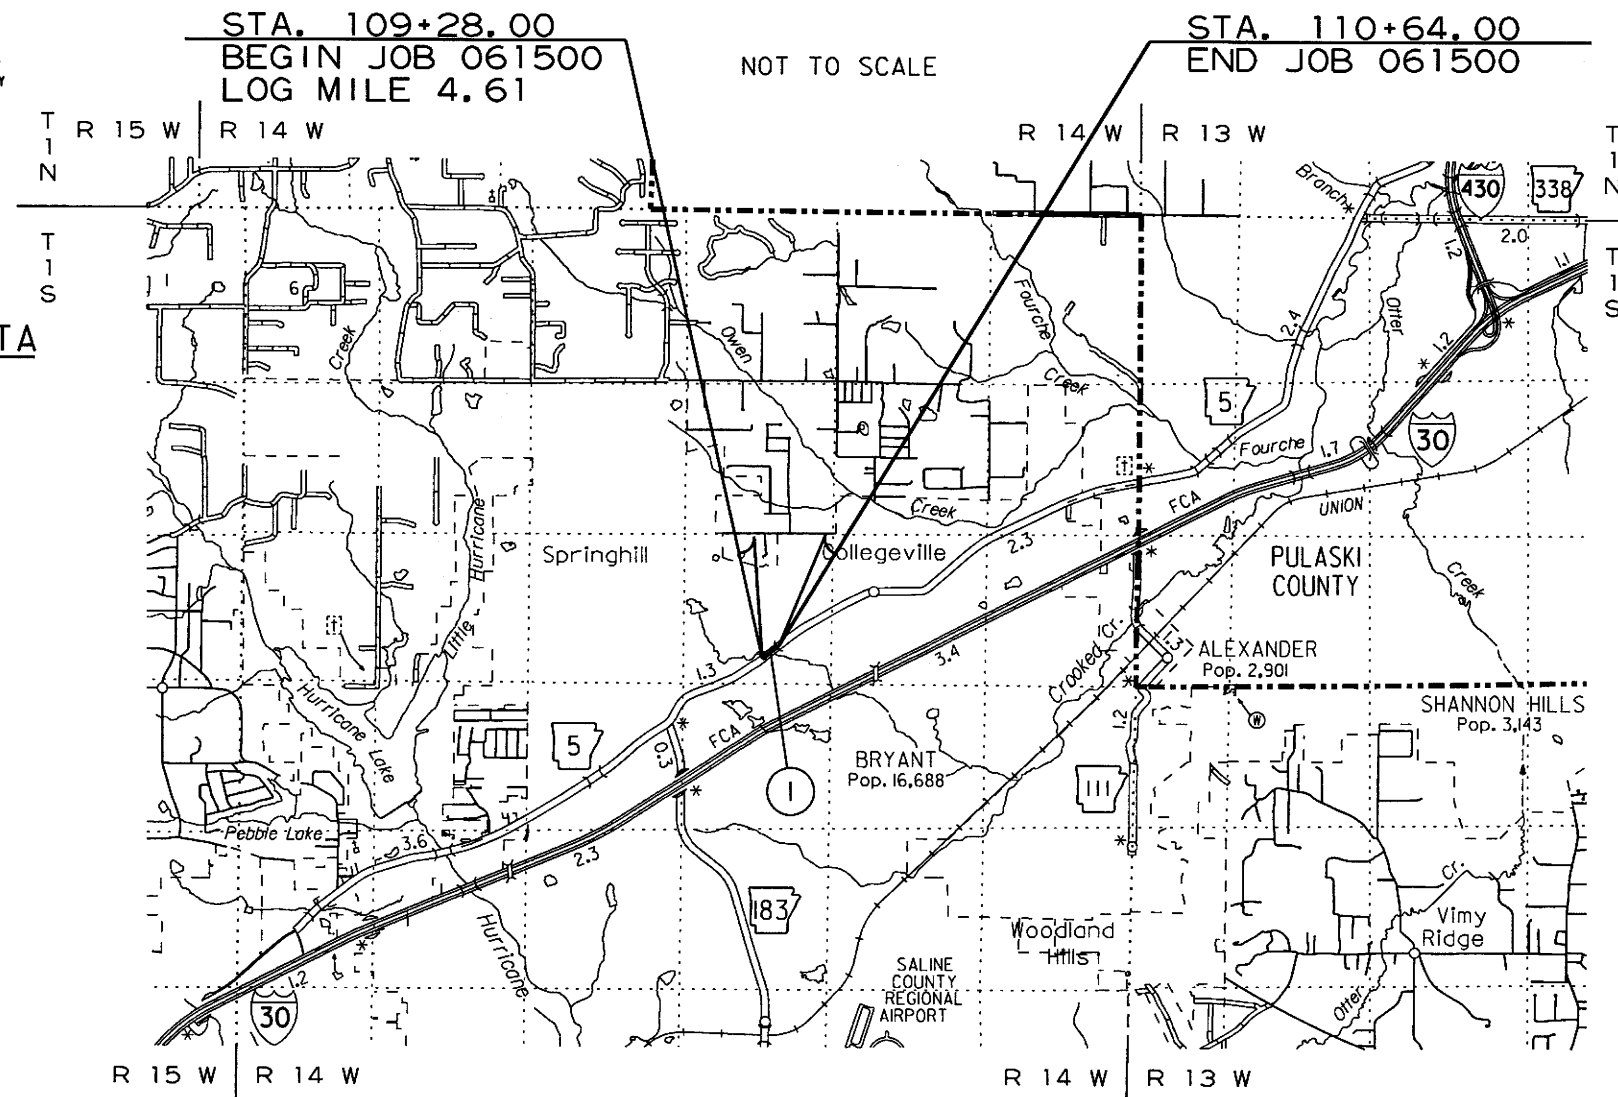 STA. 109+28.00
BEGIN JOB 061500
LOG MILE 4.61
NOT TO SCALE
STA. 110+64.00
END JOB 061500
T1N
R 15 W
R 14 W
R 14 W
R 13 W
T1N
T1S
T1S
TA
430
338
Branch
2.0
1.2
1.1
6
Creek
Owen
Fourche
Creek
2.4
Otter
1.2
5
30
Fourche
1.7
FCA
UNION
Hurricane
Little
Creek
Springhill
Collegeville
2.3
PULASKI
COUNTY
Creek
1.3
3.4
Crooked Cr.
1.3
ALEXANDER
Pop. 2,901
W
SHANNON HILLS
Pop. 3,143
Hurricane Lake
5
0.3
FCA
BRYANT
Pop. 16,688
1
1.2
111
Pebble Lake
3.6
2.3
183
Cr.
Vimy
Ridge
Woodland
Hills
Hurricane
SALINE
COUNTY
REGIONAL
AIRPORT
Otter
1.2
30
R 15 W
R 14 W
R 14 W
R 13 W